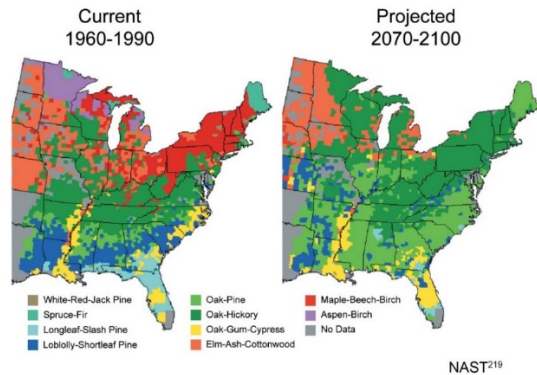 Current
1960-1990
Projected
2070-2100
White-Red-Jack Pine
Spruce-Fir
Longleaf-Slash Pine
Loblolly-Shortleaf Pine
Oak-Pine
Oak-Hickory
Oak-Gum-Cypress
Elm-Ash-Cottonwood
Maple-Beech-Birch
Aspen-Birch
No Data
NAST219